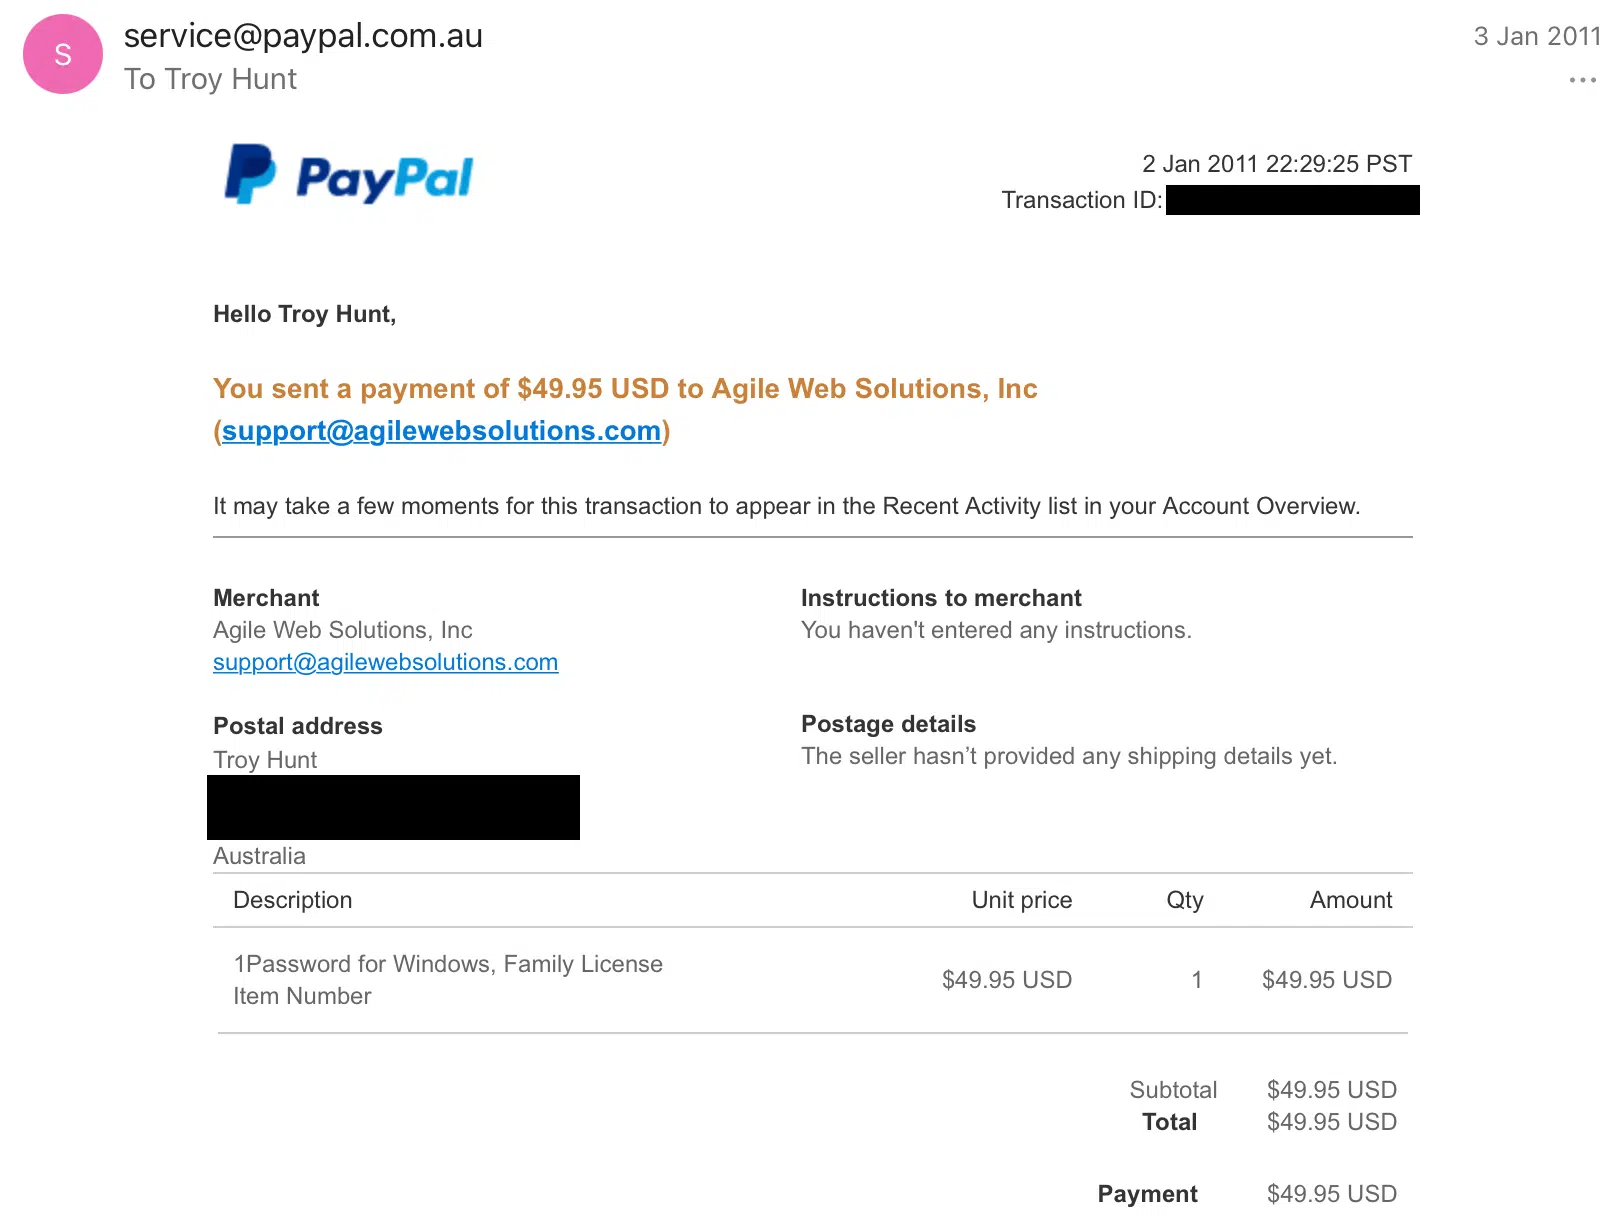 S
service@paypal.com.au
3 Jan 2011
To Troy Hunt
PayPal
2 Jan 2011 22:29:25 PST
Transaction ID:
Hello Troy Hunt,
You sent a payment of $49.95 USD to Agile Web Solutions, Inc
(support@agilewebsolutions.com)
It may take a few moments for this transaction to appear in the Recent Activity list in your Account Overview.
Merchant
Agile Web Solutions, Inc
support@agilewebsolutions.com
Instructions to merchant
You haven't entered any instructions.
Postal address
Troy Hunt
Australia
Postage details
The seller hasn’t provided any shipping details yet.
Description Unit price Qty Amount
1Password for Windows, Family License
Item Number
$49.95 USD 1 $49.95 USD
Subtotal $49.95 USD
Total $49.95 USD
Payment $49.95 USD